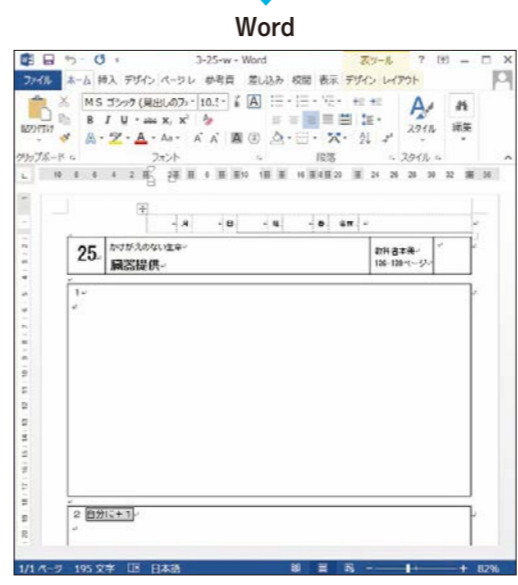 Word
3-25-w - Word
表ツール
ファイル ホーム 挿入 デザイン ページレ 参考資 差し込み 校閲 表示 デザイン レイアウト
MS ゴシック (見出しのフォ 10.5
B I U abc X₂ X²
貼り付け
スタイル 編集
クリップボード フォント 段落 スタイル
月 日 番 名前
25. かけがえのない生命
臓器提供
教科書本冊
136-139ページ
1
2 自分に+1
1/1 ページ 195 文字 日本語 82%